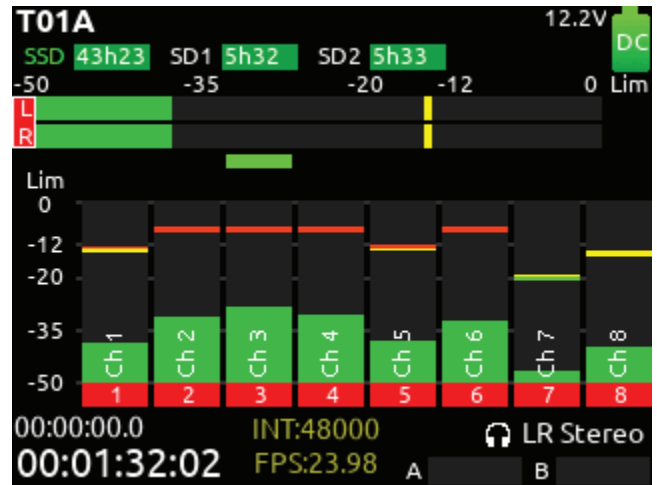 T01A 12.2V
SSD 43h23 SD1 5h32 SD2 5h33 DC
-50 -35 -20 -12 0 Lim
L
R
Lim
0
-12
-20
-35
-50
Ch 1 Ch 2 Ch 3 Ch 4 Ch 5 Ch 6 Ch 7 Ch 8
1 2 3 4 5 6 7 8
00:00:00.0 INT:48000 LR Stereo
00:01:32:02 FPS:23.98 A B